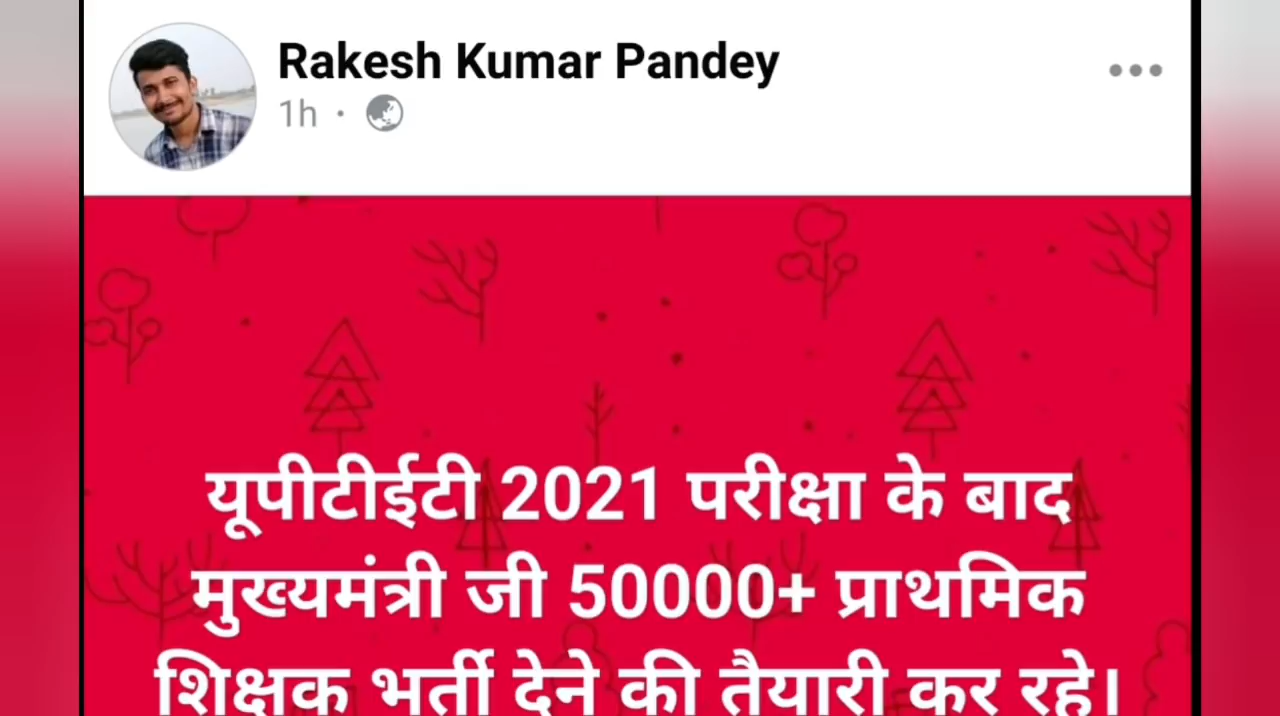 Rakesh Kumar Pandey
1h ·
यूपीटीईटी 2021 परीक्षा के बाद
मुख्यमंत्री जी 50000+ प्राथमिक
शिक्षक भर्ती देने की तैयारी कर रहे।